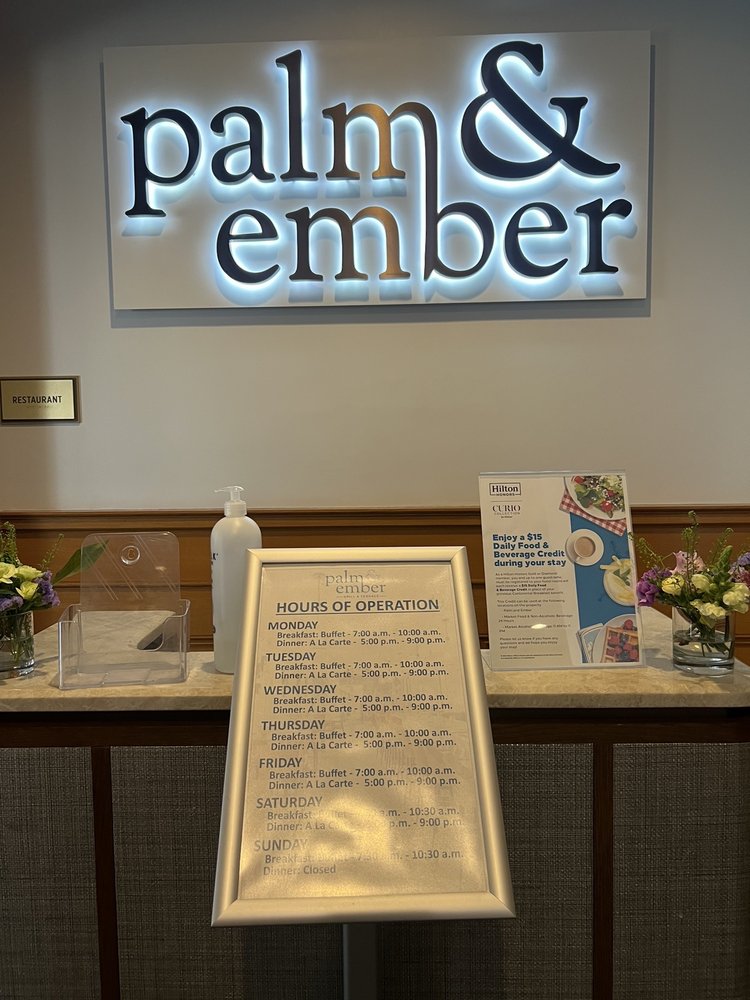 palm &
ember
RESTAURANT
palm &
ember
HOURS OF OPERATION
MONDAY
Breakfast: Buffet - 7:00 a.m. - 10:00 a.m.
Dinner: A La Carte - 5:00 p.m. - 9:00 p.m.
TUESDAY
Breakfast: Buffet - 7:00 a.m. - 10:00 a.m.
Dinner: A La Carte - 5:00 p.m. - 9:00 p.m.
WEDNESDAY
Breakfast: Buffet - 7:00 a.m. - 10:00 a.m.
Dinner: A La Carte - 5:00 p.m. - 9:00 p.m.
THURSDAY
Breakfast: Buffet - 7:00 a.m. - 10:00 a.m.
Dinner: A La Carte - 5:00 p.m. - 9:00 p.m.
FRIDAY
Breakfast: Buffet - 7:00 a.m. - 10:00 a.m.
Dinner: A La Carte - 5:00 p.m. - 9:00 p.m.
SATURDAY
Breakfast: Buffet a.m. - 10:30 a.m.
Dinner: A La p.m. - 9:00 p.m.
SUNDAY
Breakfast: - 10:30 a.m.
Dinner: Closed
Hilton
HONORS
CURIO
COLLECTION
Enjoy a $15
Daily Food &
Beverage Credit
during your stay